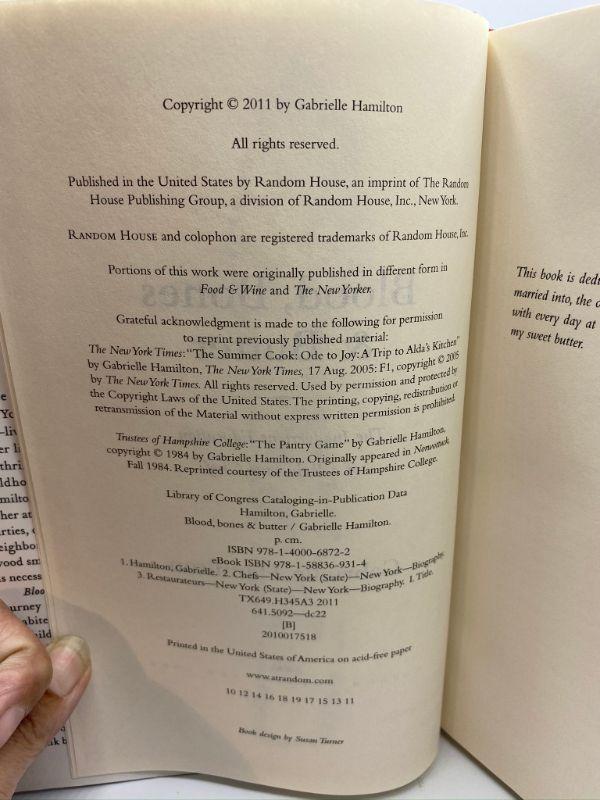 Copyright © 2011 by Gabrielle Hamilton
All rights reserved.
Published in the United States by Random House, an imprint of The Random
House Publishing Group, a division of Random House, Inc., New York.
RANDOM HOUSE and colophon are registered trademarks of Random House, Inc.
Portions of this work were originally published in different form in
Food & Wine and The New Yorker.
Grateful acknowledgment is made to the following for permission
to reprint previously published material:
The New York Times: "The Summer Cook: Ode to Joy: A Trip to Alda's Kitchen"
by Gabrielle Hamilton, The New York Times, 17 Aug. 2005: F1, copyright © 2005
by The New York Times. All rights reserved. Used by permission and protected by
the Copyright Laws of the United States. The printing, copying, redistribution or
retransmission of the Material without express written permission is prohibited.
Trustees of Hampshire College: "The Pantry Game" by Gabrielle Hamilton,
copyright © 1984 by Gabrielle Hamilton. Originally appeared in
Fall 1984. Reprinted courtesy of the Trustees of Hampshire College.
Library of Congress Cataloging-in-Publication Data
Hamilton, Gabrielle.
Blood, bones & butter / Gabrielle Hamilton.
p. cm.
ISBN 978-1-4000-6872-2
eBook ISBN 978-1-58836-931-4
1. Hamilton, Gabrielle. 2. Chefs—New York (State)—New York—Biography.
3. Restaurateurs—New York (State)—New York—Biography. I. Title.
TX649.H345A3 2011
641.5092—dc22
[B]
2010017518
Printed in the United States of America on acid-free paper
www.atrandom.com
10 12 14 16 18 19 17 15 13 11
Book design by Susan Turner
This book is dedi
married into, the
with every day at
my sweet butter.